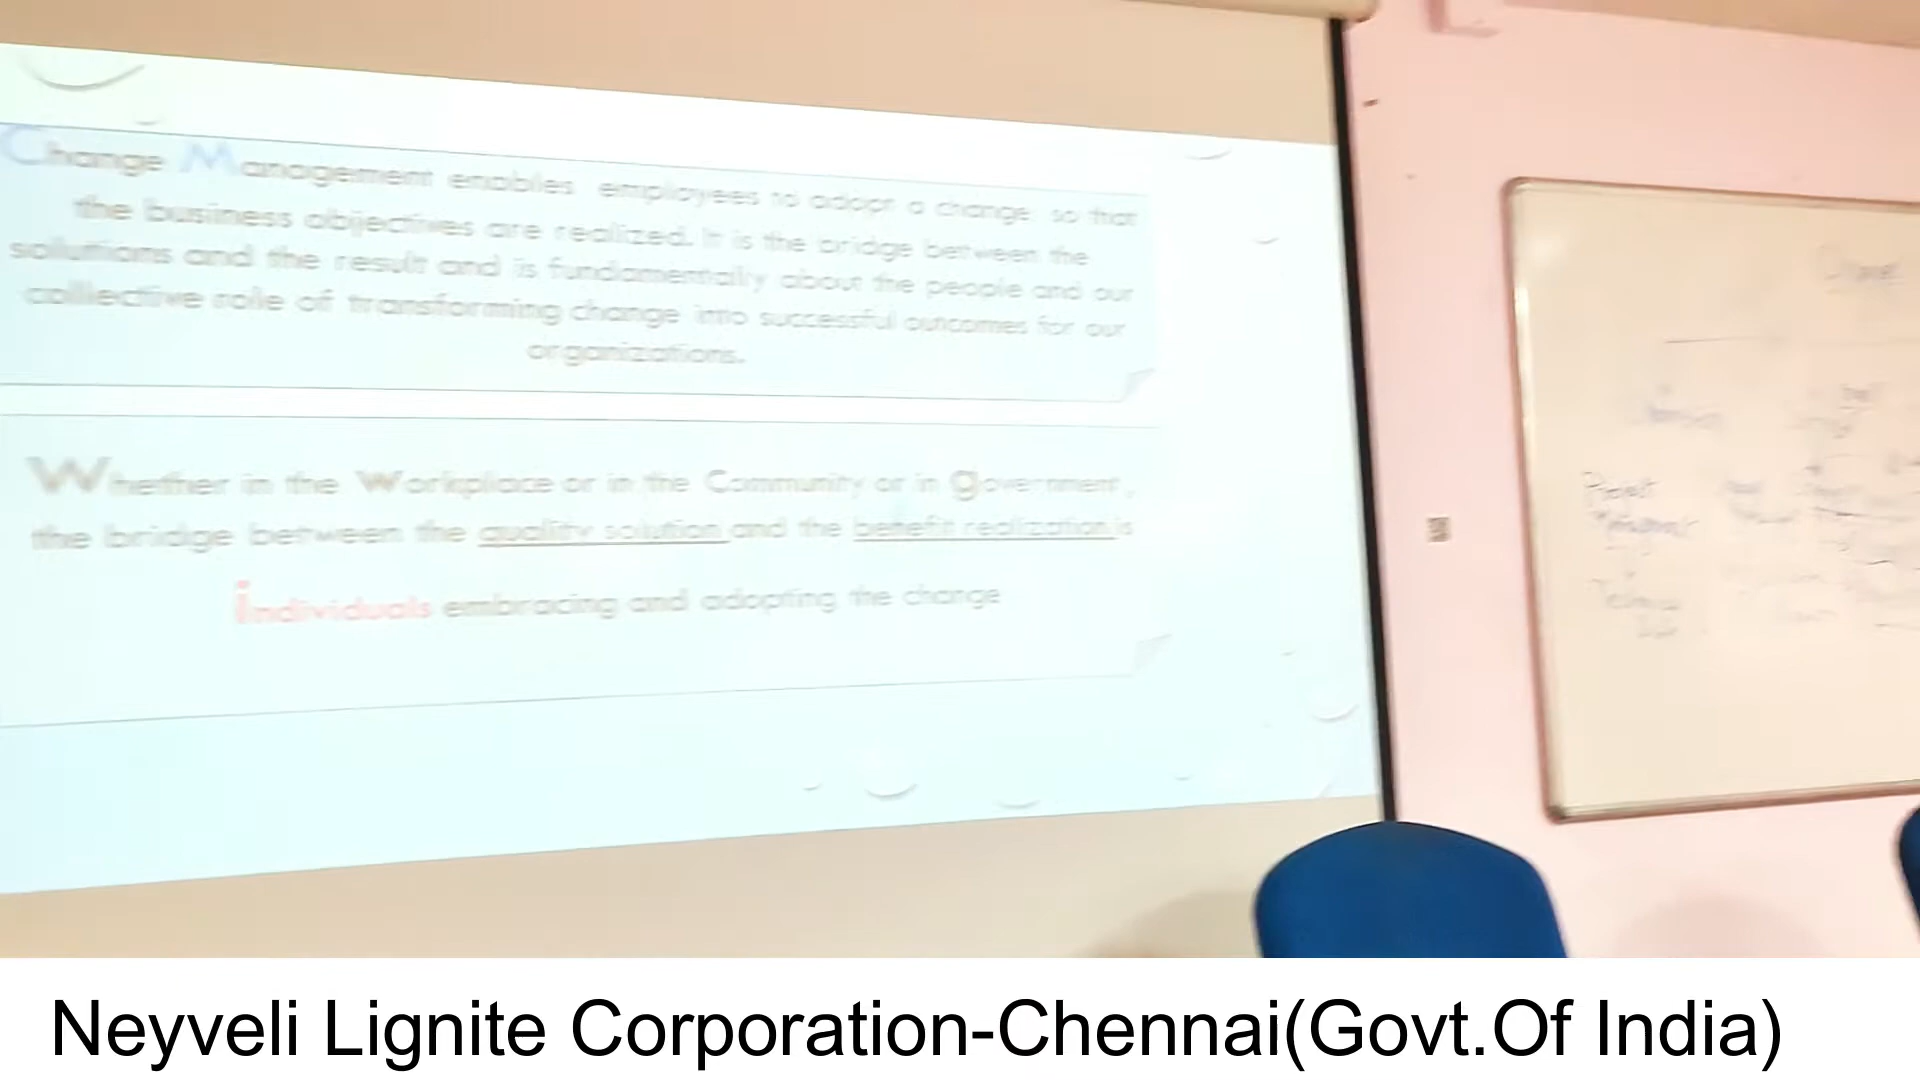 Change Management enables employees to adopt a change so that
the business objectives are realized. It is the bridge between the
solutions and the result and is fundamentally about the people and our
collective role of transforming change into successful outcomes for our
organizations.
Whether in the Workplace or in the Community or in government,
the bridge between the quality solution and the benefit realization is
individuals embracing and adopting the change
Project
Neyveli Lignite Corporation-Chennai(Govt.Of India)